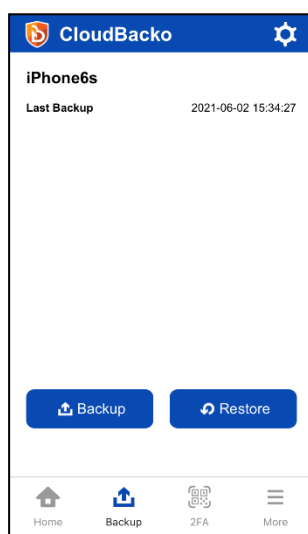 CloudBacko
iPhone6s
Last Backup 2021-06-02 15:34:27
Backup Restore
Home Backup 2FA More